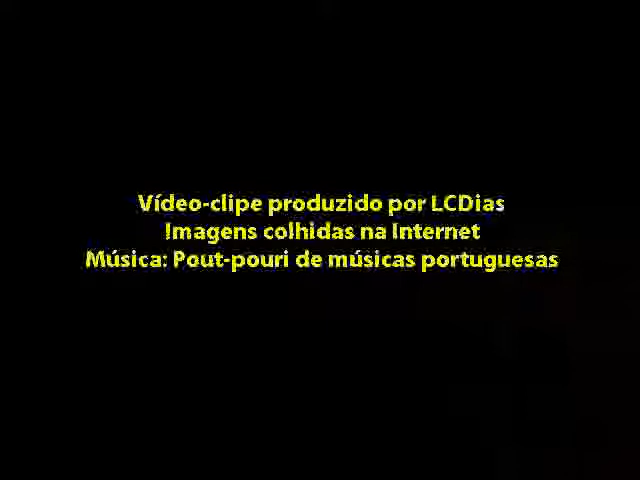 Vídeo-clipe produzido por LCDias
Imagens colhidas na Internet
Música: Pout-pouri de músicas portuguesas